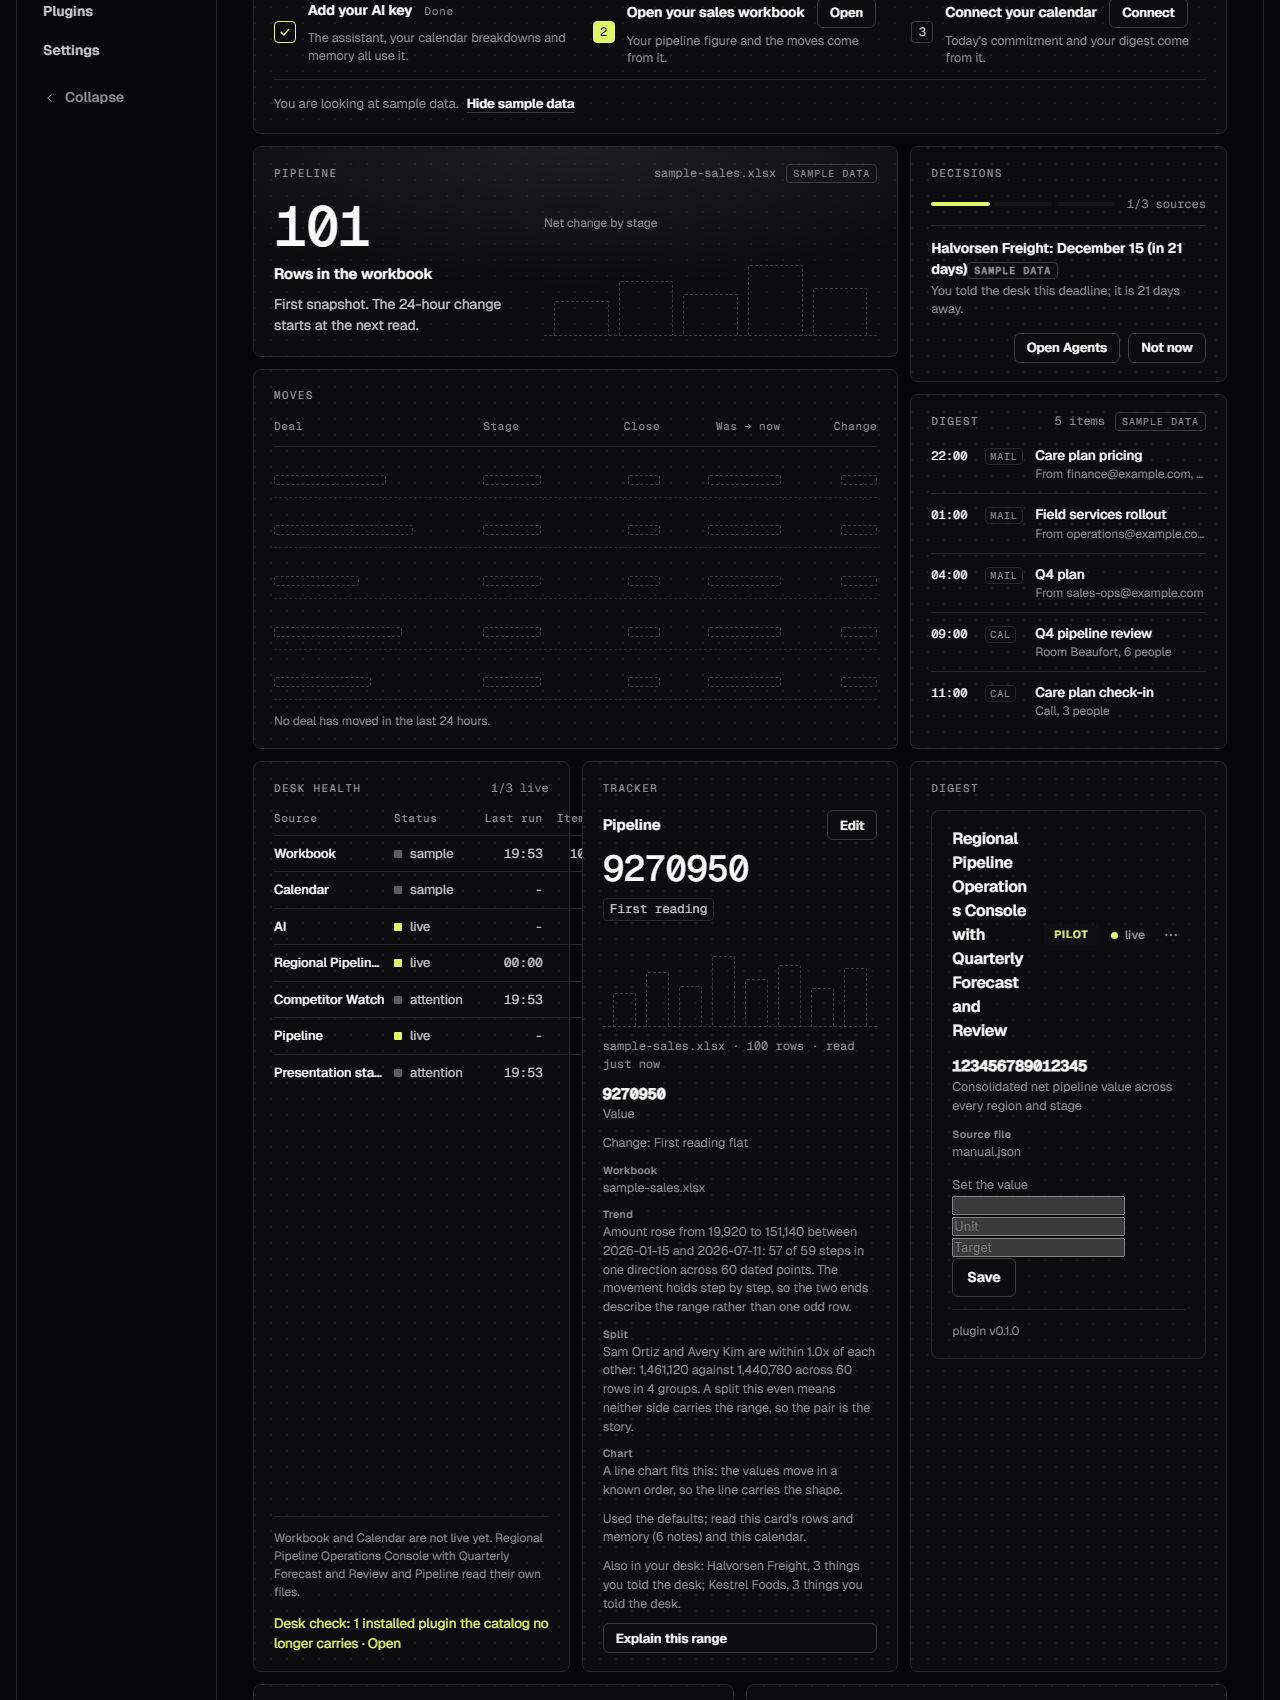 Plugins
Settings
Collapse
Add your AI key Done
The assistant, your calendar breakdowns and
memory all use it.
2
Open your sales workbook Open
Your pipeline figure and the moves come
from it.
3
Connect your calendar Connect
Today's commitment and your digest come
from it.
You are looking at sample data. Hide sample data
PIPELINE sample-sales.xlsx SAMPLE DATA
101
Rows in the workbook
First snapshot. The 24-hour change
starts at the next read.
Net change by stage
DECISIONS
1/3 sources
Halvorsen Freight: December 15 (in 21
days) SAMPLE DATA
You told the desk this deadline; it is 21 days
away.
Open Agents Not now
MOVES
Deal Stage Close Was → now Change
No deal has moved in the last 24 hours.
DIGEST 5 items SAMPLE DATA
22:00 MAIL Care plan pricing
From finance@example.com, …
01:00 MAIL Field services rollout
From operations@example.co…
04:00 MAIL Q4 plan
From sales-ops@example.com
09:00 CAL Q4 pipeline review
Room Beaufort, 6 people
11:00 CAL Care plan check-in
Call, 3 people
DESK HEALTH 1/3 live
Source Status Last run Item
Workbook sample 19:53 10
Calendar sample -
AI live -
Regional Pipelin… live 00:00
Competitor Watch attention 19:53
Pipeline live -
Presentation sta… attention 19:53
Workbook and Calendar are not live yet. Regional
Pipeline Operations Console with Quarterly
Forecast and Review and Pipeline read their own
files.
Desk check: 1 installed plugin the catalog no
longer carries · Open
TRACKER
Pipeline Edit
9270950
First reading
sample-sales.xlsx · 100 rows · read
just now
9270950
Value
Change: First reading flat
Workbook
sample-sales.xlsx
Trend
Amount rose from 19,920 to 151,140 between
2026-01-15 and 2026-07-11: 57 of 59 steps in
one direction across 60 dated points. The
movement holds step by step, so the two ends
describe the range rather than one odd row.
Split
Sam Ortiz and Avery Kim are within 1.0x of each
other: 1,461,120 against 1,440,780 across 60
rows in 4 groups. A split this even means
neither side carries the range, so the pair is the
story.
Chart
A line chart fits this: the values move in a
known order, so the line carries the shape.
Used the defaults; read this card's rows and
memory (6 notes) and this calendar.
Also in your desk: Halvorsen Freight, 3 things
you told the desk; Kestrel Foods, 3 things you
told the desk.
Explain this range
DIGEST
Regional
Pipeline
Operation
s Console
with
Quarterly
Forecast
and
Review
PILOT live ···
123456789012345
Consolidated net pipeline value across
every region and stage
Source file
manual.json
Set the value
Unit
Target
Save
plugin v0.1.0